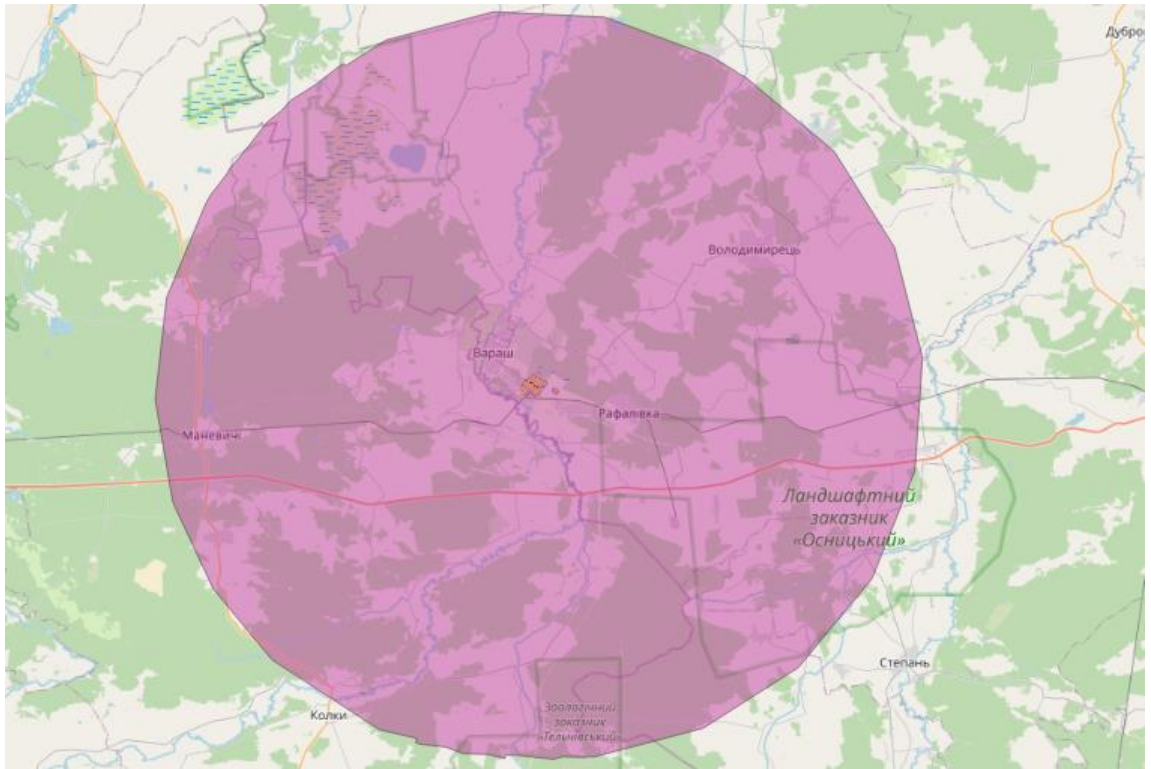 Дубро
Володимирець
Вараш
Рафалівка
Маневичі
Ландшафтний
заказник
«Осницький»
Степань
Зоологічний
заказник
«Тельчівський»
Колки